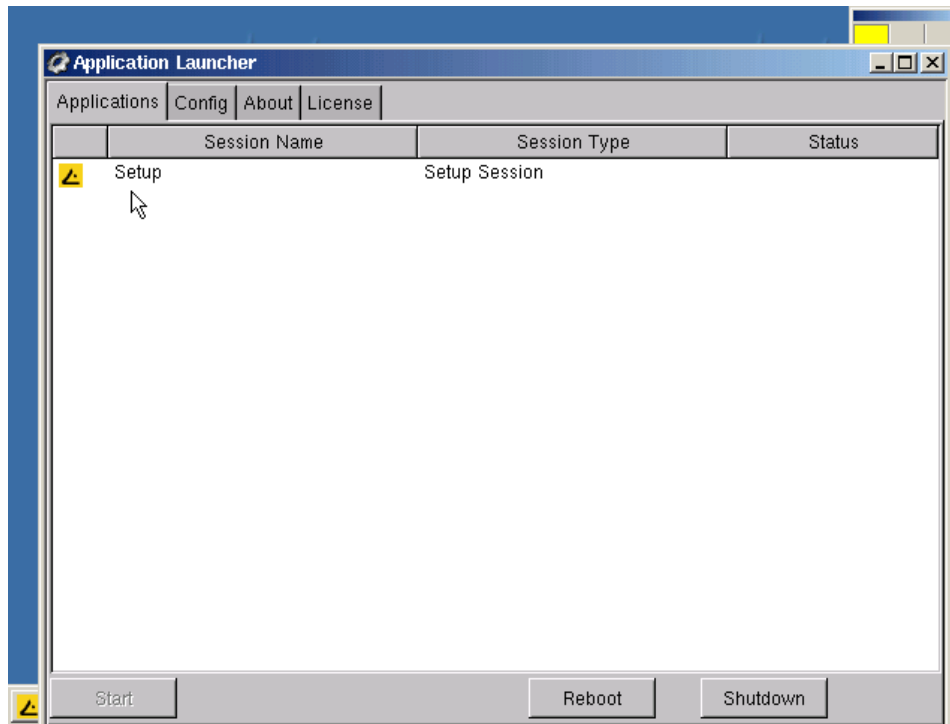 Application Launcher
Applications Config About License
Session Name Session Type Status
Setup Setup Session
Start Reboot Shutdown